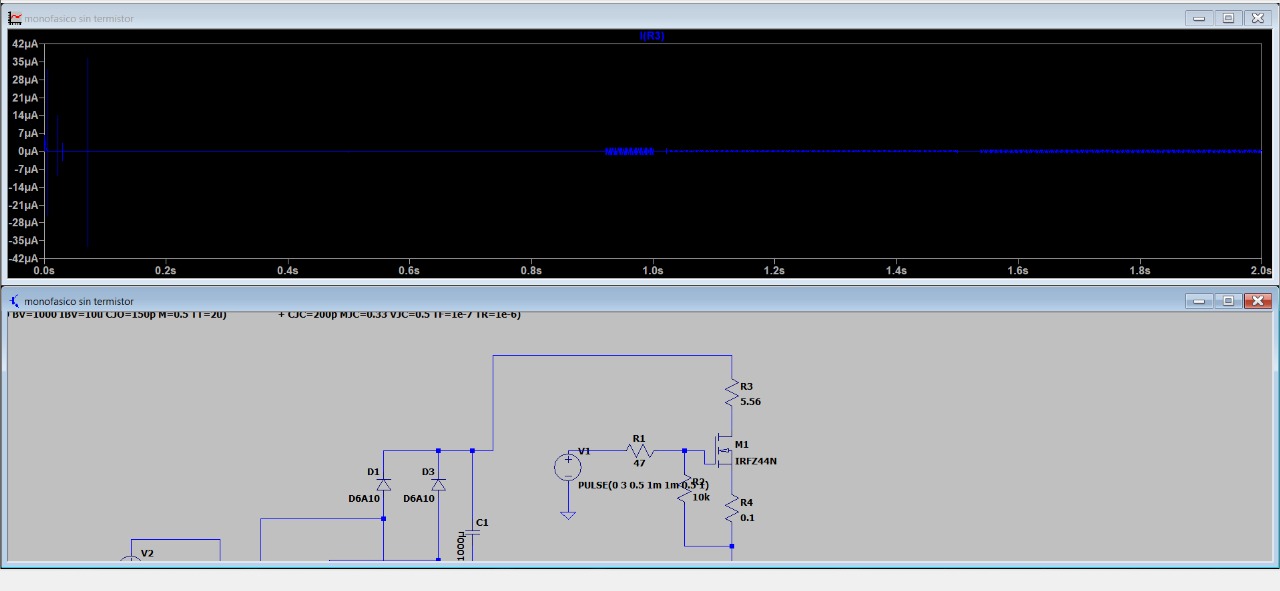 monofasico sin termistor
I(R3)
42µA
35µA
28µA
21µA
14µA
7µA
0µA
-7µA
-14µA
-21µA
-28µA
-35µA
-42µA
0.0s 0.2s 0.4s 0.6s 0.8s 1.0s 1.2s 1.4s 1.6s 1.8s 2.0s
monofasico sin termistor
BV=1000 IBV=10u CJO=150p M=0.5 TT=2u) + CJC=200p MJC=0.33 VJC=0.5 TF=1e-7 TR=1e-6)
R3
5.56
R1
47
M1
IRFZ44N
V1
PULSE(0 3 0.5 1m 1m 0.5 1)
R2
10k
D1
D6A10
D3
D6A10
R4
0.1
C1
1000µ
V2